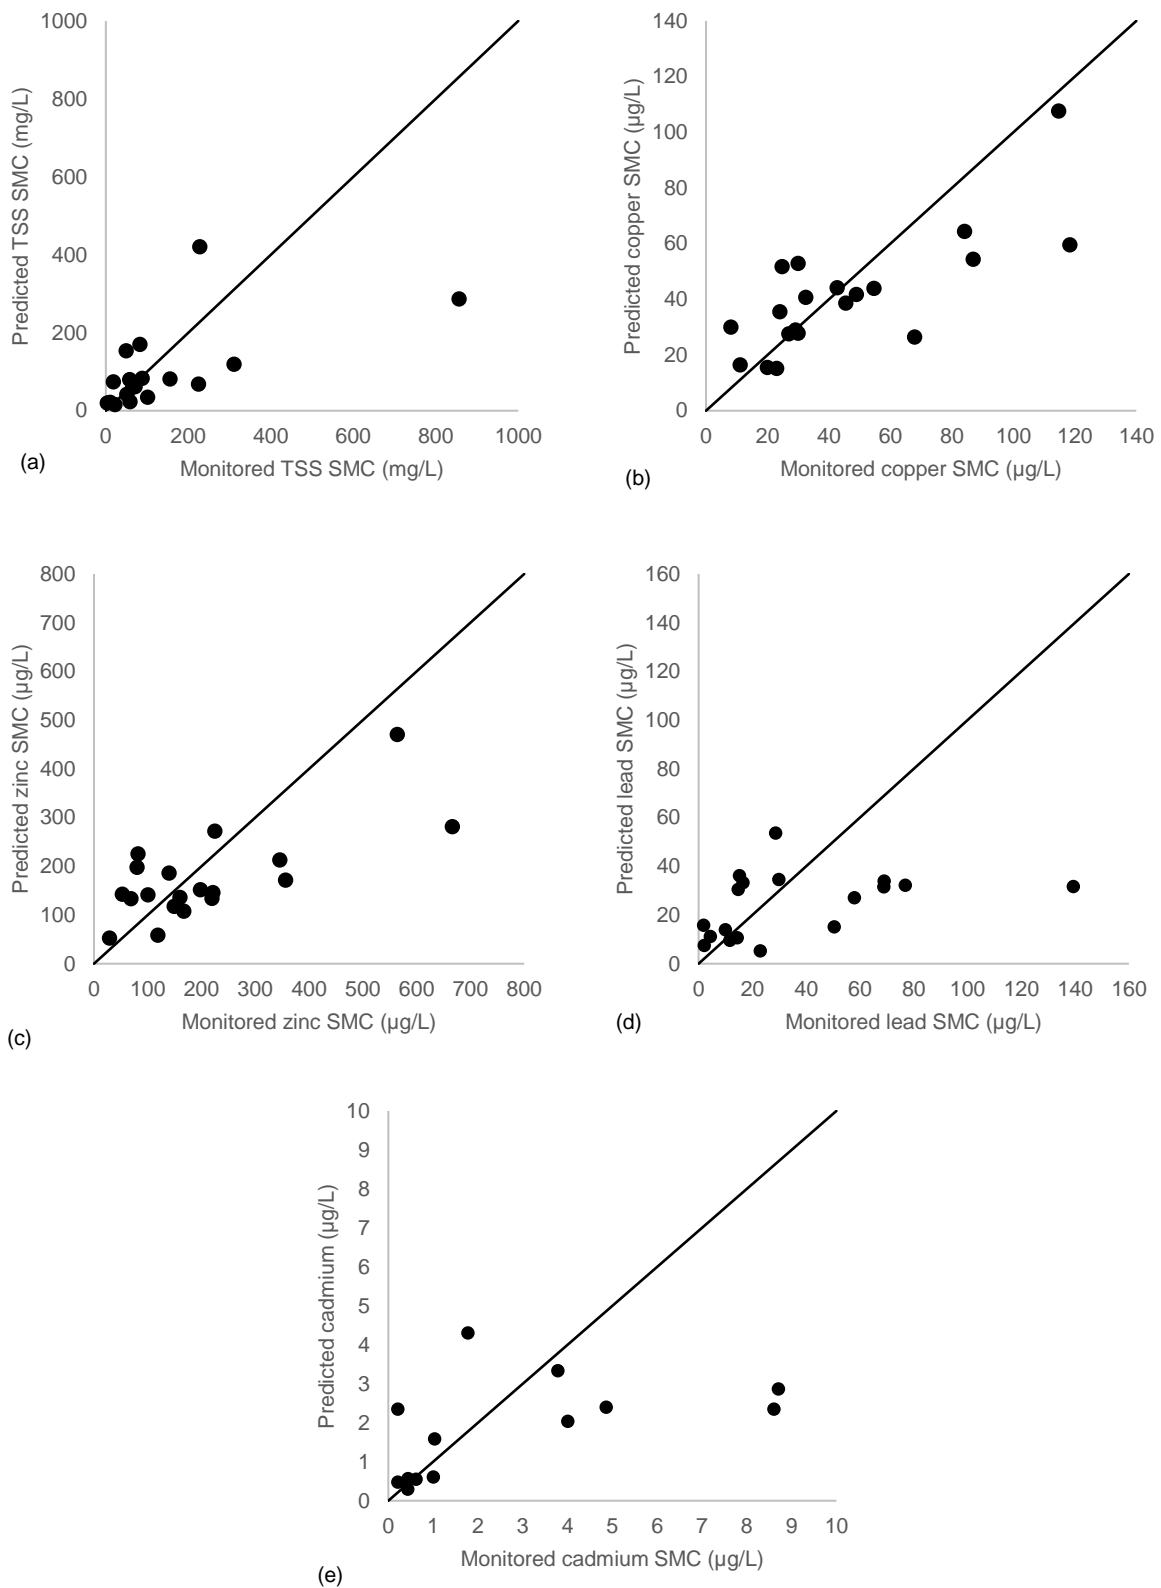 1000
800
600
400
200
0
Predicted TSS SMC (mg/L)
0 200 400 600 800 1000
Monitored TSS SMC (mg/L)
(a)
140
120
100
80
60
40
20
0
Predicted copper SMC (µg/L)
0 20 40 60 80 100 120 140
Monitored copper SMC (µg/L)
(b)
800
700
600
500
400
300
200
100
0
Predicted zinc SMC (µg/L)
0 100 200 300 400 500 600 700 800
Monitored zinc SMC (µg/L)
(c)
160
140
120
100
80
60
40
20
0
Predicted lead SMC (µg/L)
0 20 40 60 80 100 120 140 160
Monitored lead SMC (µg/L)
(d)
10
9
8
7
6
5
4
3
2
1
0
Predicted cadmium (µg/L)
0 1 2 3 4 5 6 7 8 9 10
Monitored cadmium SMC (µg/L)
(e)